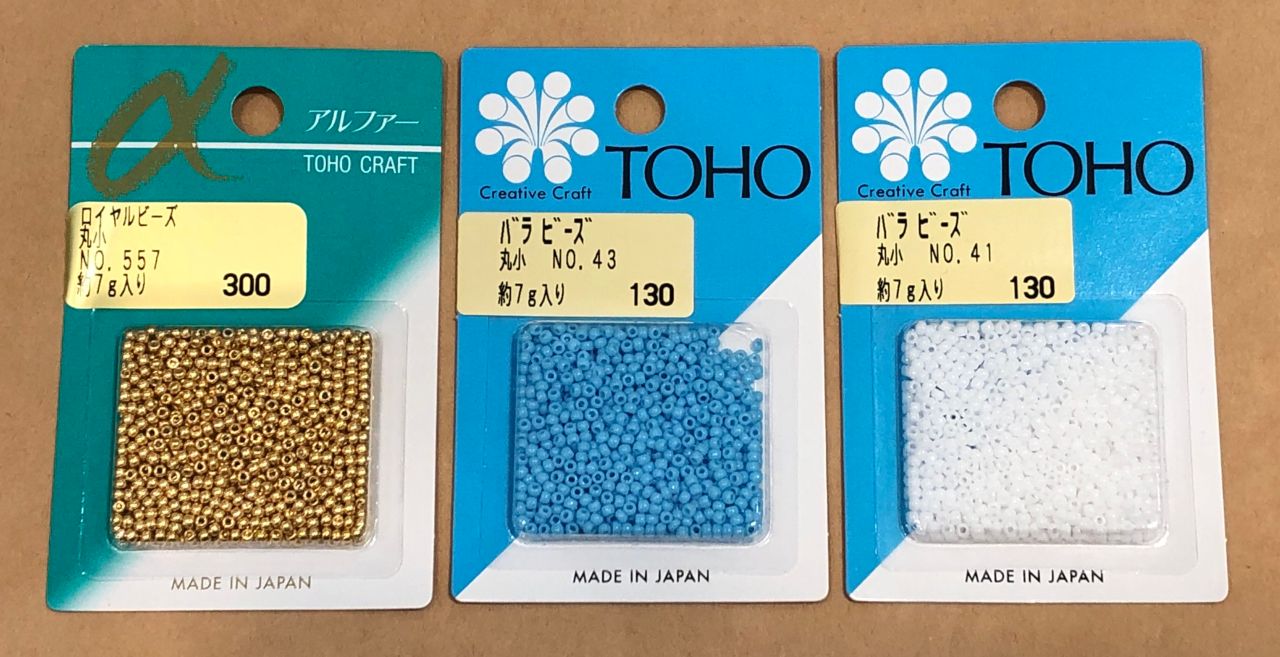 α
アルファー
TOHO CRAFT
ロイヤルビーズ
丸小
NO.557
約7g入り 300
MADE IN JAPAN
Creative Craft TOHO
バラ ビーズ
丸小 NO.43
約7g入り 130
MADE IN JAPAN
Creative Craft TOHO
バラ ビーズ
丸小 NO.41
約7g入り 130
MADE IN JAPAN